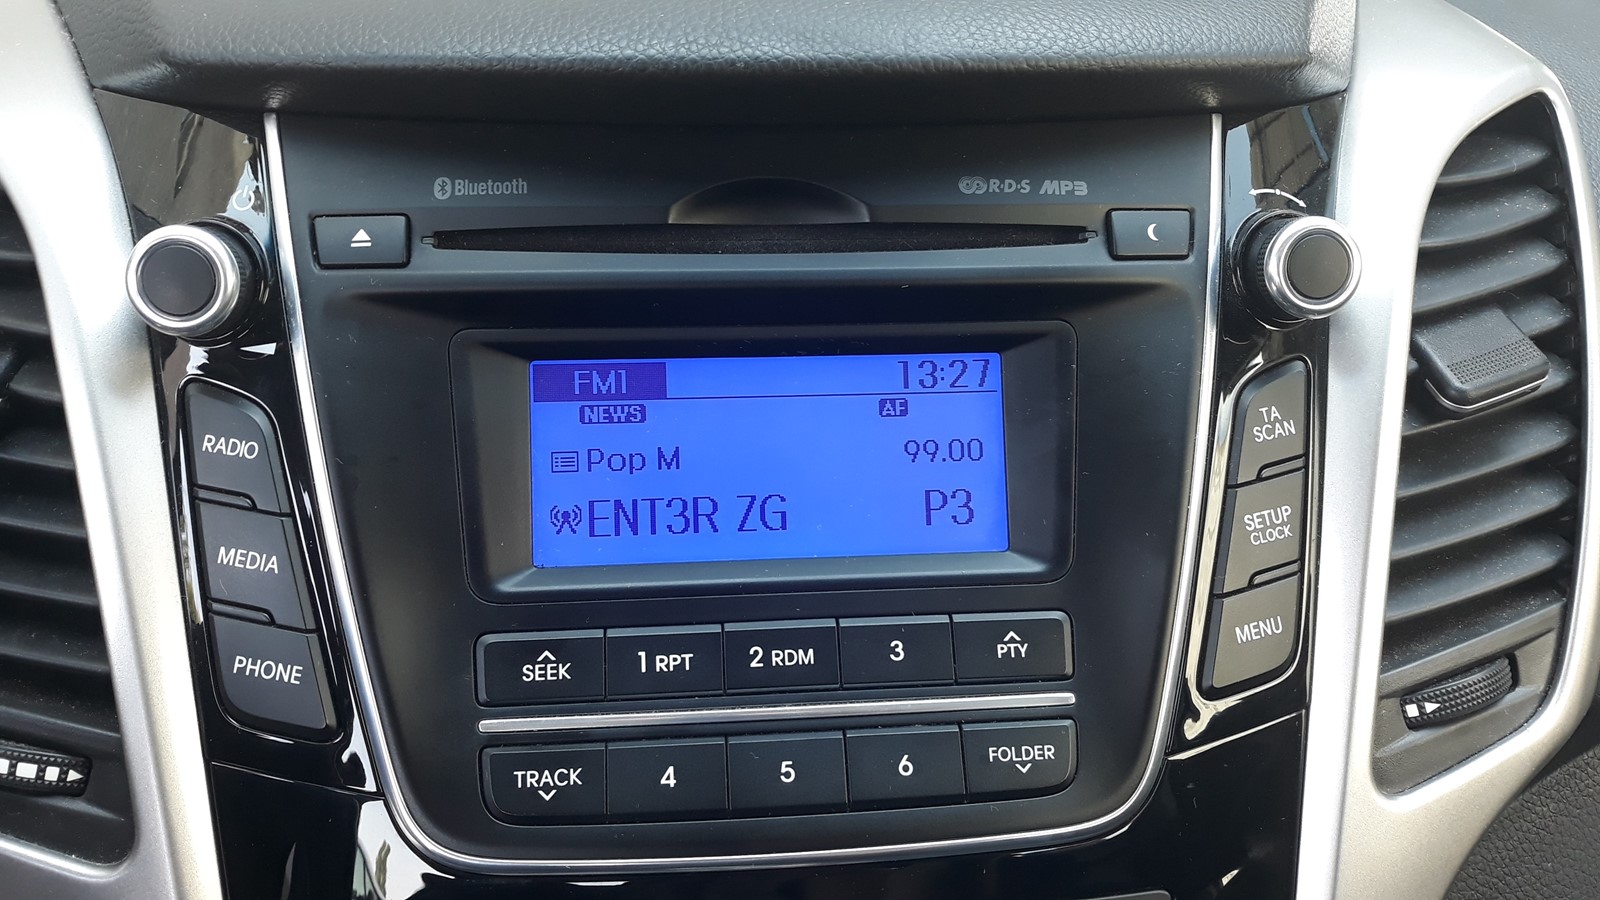 Bluetooth
R·D·S MP3
FM1 13:27
NEWS AF
Pop M 99.00
ENT3R ZG P3
RADIO
MEDIA
PHONE
TA
SCAN
SETUP
CLOCK
MENU
SEEK 1 RPT 2 RDM 3 PTY
TRACK 4 5 6 FOLDER